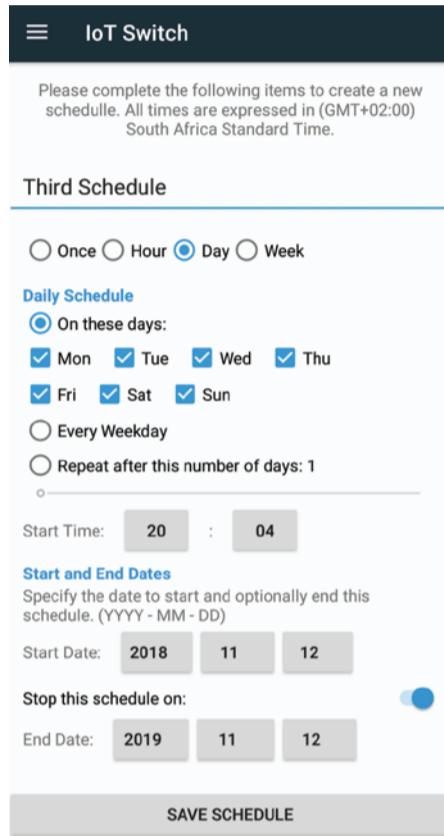 IoT Switch
Please complete the following items to create a new
schedulle. All times are expressed in (GMT+02:00)
South Africa Standard Time.
Third Schedule
Once Hour Day Week
Daily Schedule
On these days:
Mon Tue Wed Thu
Fri Sat Sun
Every Weekday
Repeat after this number of days: 1
Start Time: 20 : 04
Start and End Dates
Specify the date to start and optionally end this
schedule. (YYYY - MM - DD)
Start Date: 2018 11 12
Stop this schedule on:
End Date: 2019 11 12
SAVE SCHEDULE